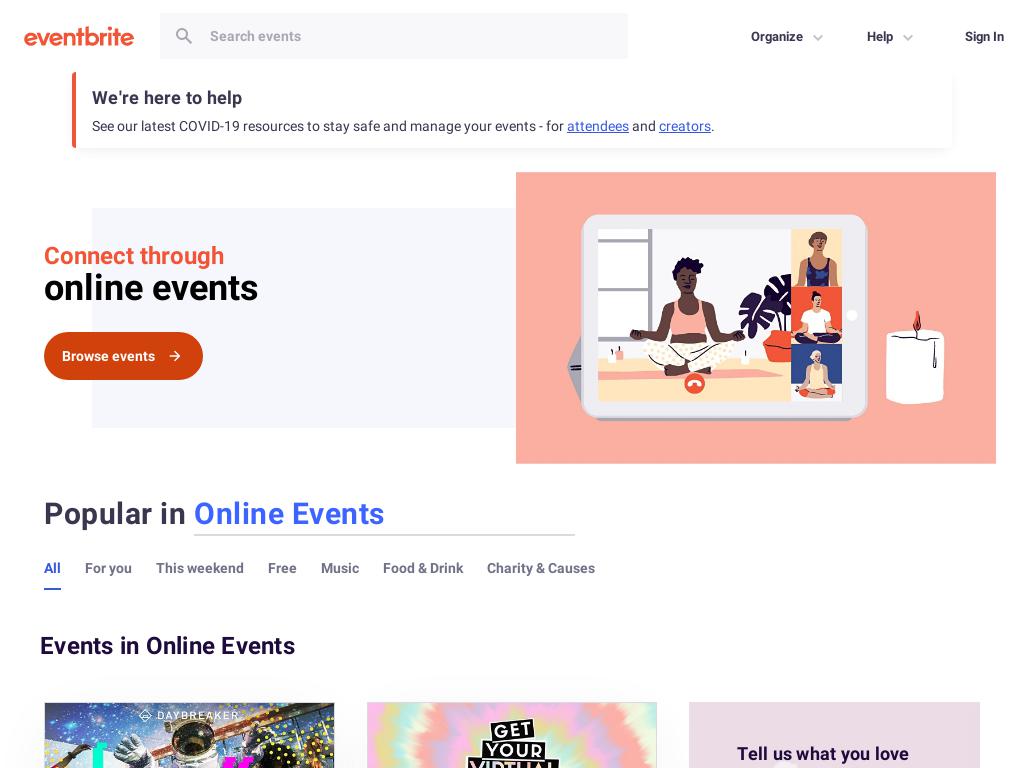 eventbrite
Search events
Organize
Help
Sign In
We're here to help
See our latest COVID-19 resources to stay safe and manage your events - for attendees and creators.
Connect through
online events
Browse events
Popular in Online Events
All
For you
This weekend
Free
Music
Food & Drink
Charity & Causes
Events in Online Events
DAYBREAKER
GET
YOUR
VIRTUAL
Tell us what you love